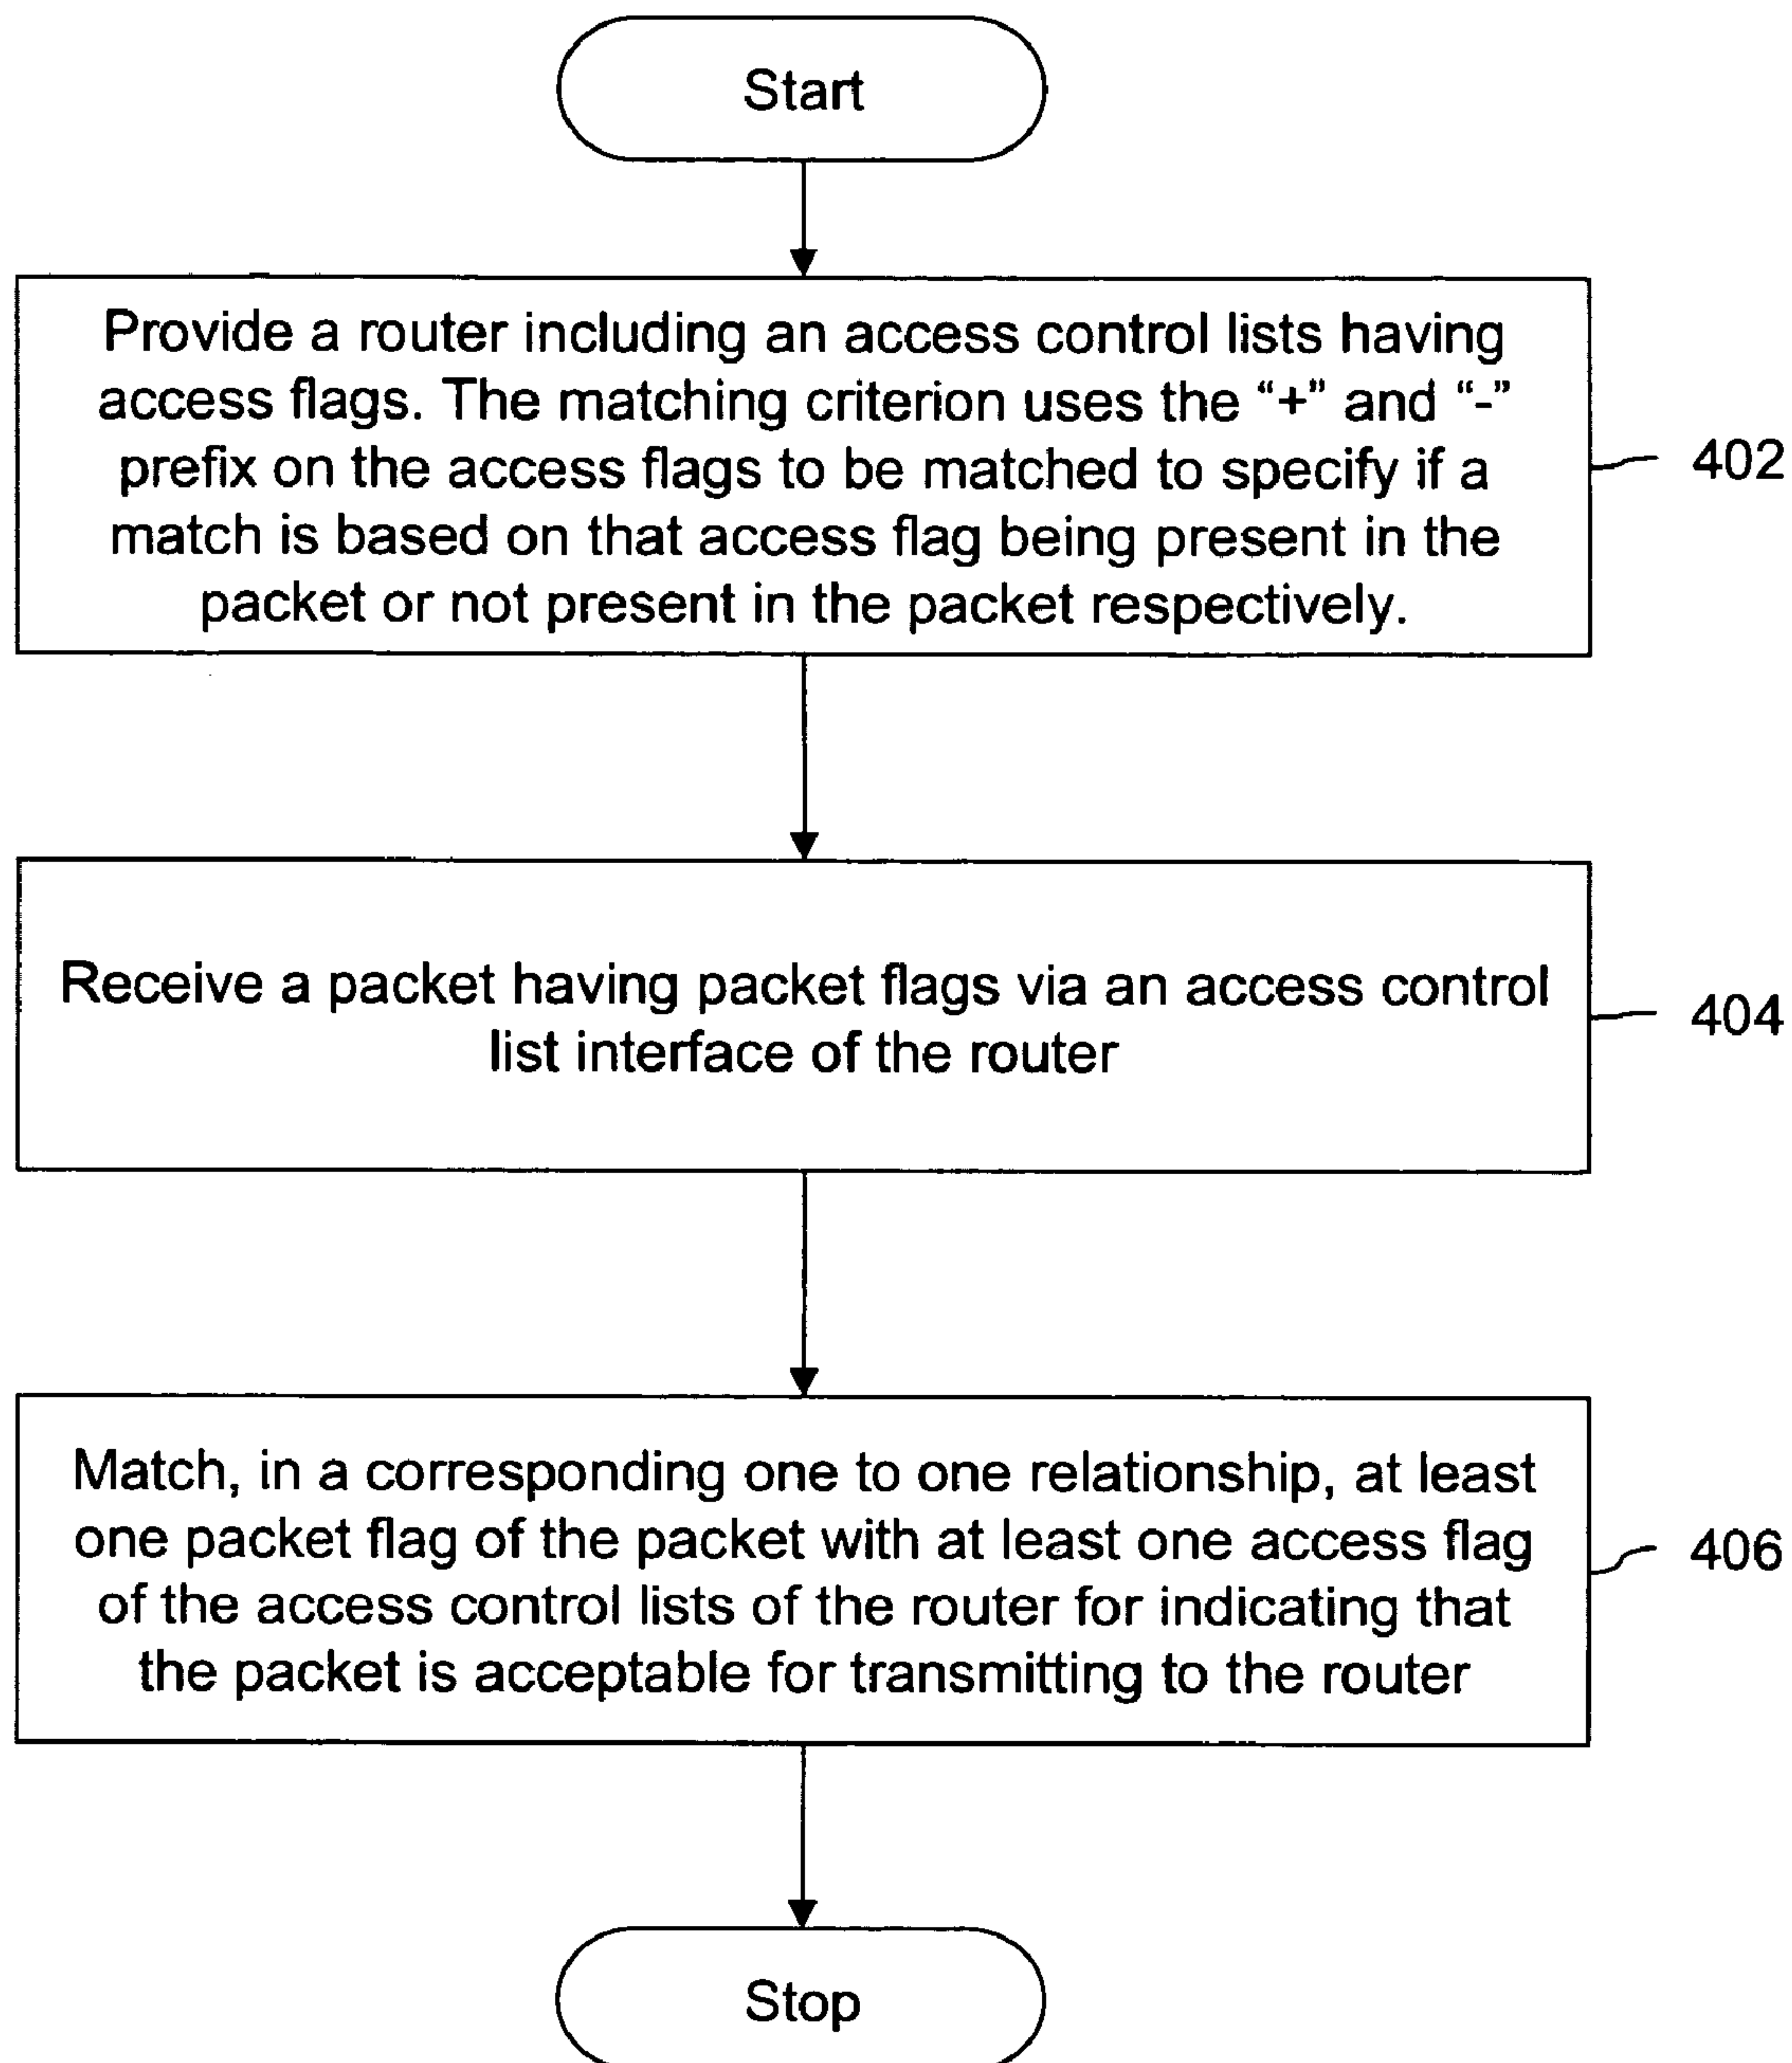 Start
Provide a router including an access control lists having
access flags. The matching criterion uses the “+” and “-”
prefix on the access flags to be matched to specify if a
match is based on that access flag being present in the
packet or not present in the packet respectively.
402
Receive a packet having packet flags via an access control
list interface of the router
404
Match, in a corresponding one to one relationship, at least
one packet flag of the packet with at least one access flag
of the access control lists of the router for indicating that
the packet is acceptable for transmitting to the router
406
Stop